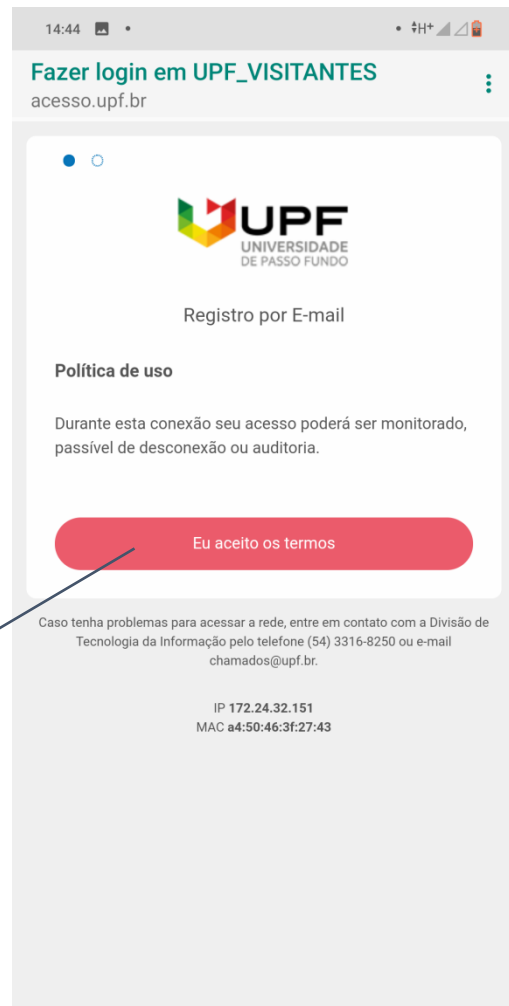 14:44
H+
Fazer login em UPF_VISITANTES
acesso.upf.br
UPF
UNIVERSIDADE
DE PASSO FUNDO
Registro por E-mail
Política de uso
Durante esta conexão seu acesso poderá ser monitorado,
passível de desconexão ou auditoria.
Eu aceito os termos
Caso tenha problemas para acessar a rede, entre em contato com a Divisão de
Tecnologia da Informação pelo telefone (54) 3316-8250 ou e-mail
chamados@upf.br.
IP 172.24.32.151
MAC a4:50:46:3f:27:43